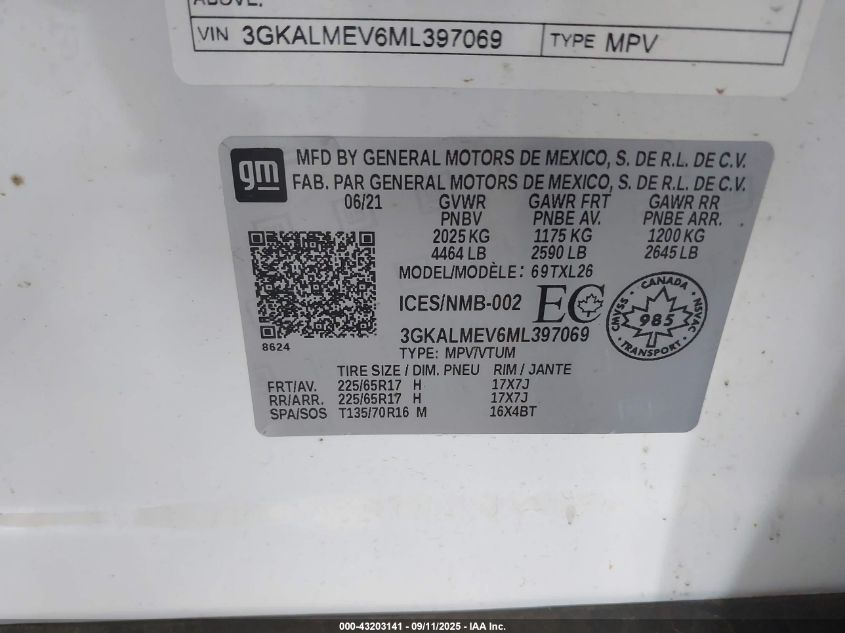 ABOVE.
VIN 3GKALMEV6ML397069 TYPE MPV
gm
MFD BY GENERAL MOTORS DE MEXICO, S. DE R.L. DE C.V.
FAB. PAR GENERAL MOTORS DE MEXICO, S. DE R.L. DE C.V.
06/21 GVWR GAWR FRT GAWR RR
PNBV PNBE AV. PNBE ARR.
2025 KG 1175 KG 1200 KG
4464 LB 2590 LB 2645 LB
MODEL/MODÈLE: 69TXL26
ICES/NMB-002 EC
CANADA
CMVSS 985 NSVAC
TRANSPORT
3GKALMEV6ML397069
8624
TYPE: MPV/VTUM
TIRE SIZE / DIM. PNEU RIM / JANTE
FRT/AV. 225/65R17 H 17X7J
RR/ARR. 225/65R17 H 17X7J
SPA/SOS T135/70R16 M 16X4BT
000-43203141 - 09/11/2025 - IAA Inc.